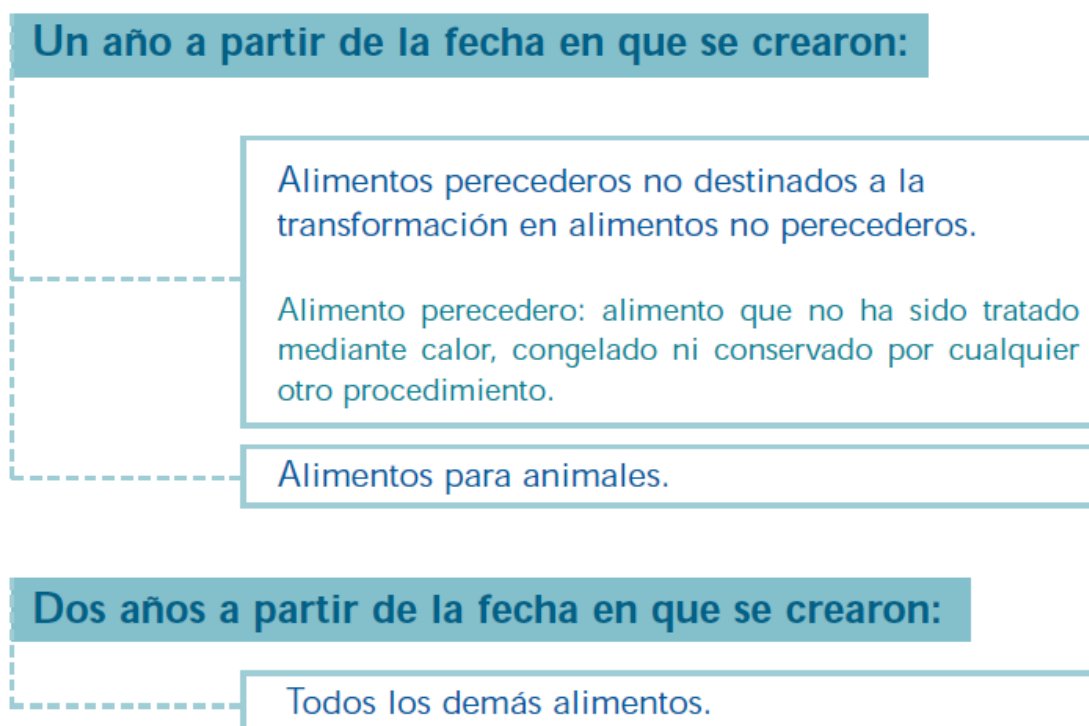 Un año a partir de la fecha en que se crearon:
Alimentos perecederos no destinados a la
transformación en alimentos no perecederos.
Alimento perecedero: alimento que no ha sido tratado
mediante calor, congelado ni conservado por cualquier
otro procedimiento.
Alimentos para animales.
Dos años a partir de la fecha en que se crearon:
Todos los demás alimentos.